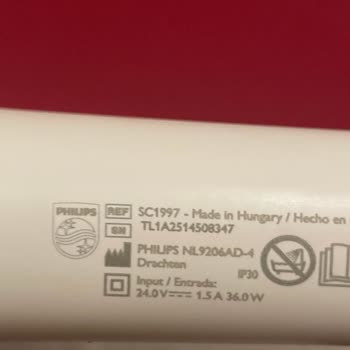 PHILIPS
REF SC1997 - Made in Hungary / Hecho en
SN TL1A2514508347
PHILIPS NL9206AD-4
Drachten
IP30
Input / Entrada:
24.0V 1.5 A 36.0 W